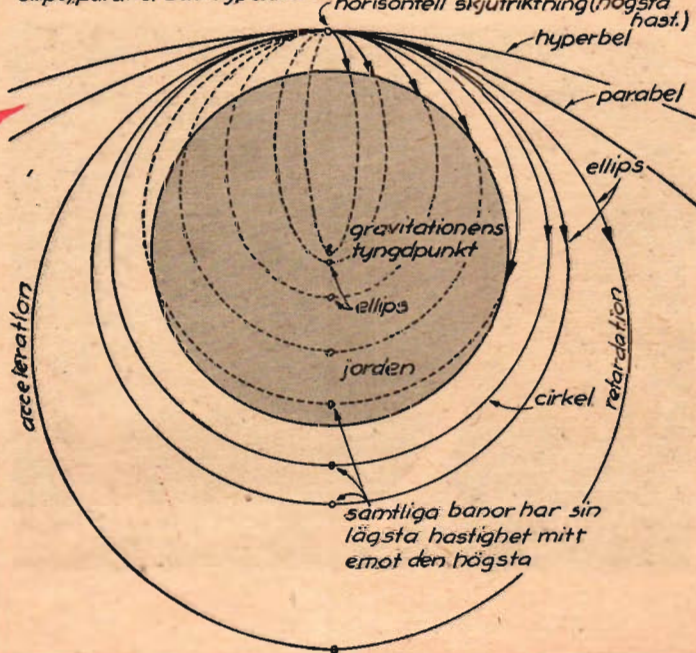 horisontell skjutriktning (högsta
hast.)
hyperbel
parabel
ellips
gravitationens
tyngdpunkt
ellips
jorden
acceleration
retardation
cirkel
samtliga banor har sin
lägsta hastighet mitt
emot den högsta